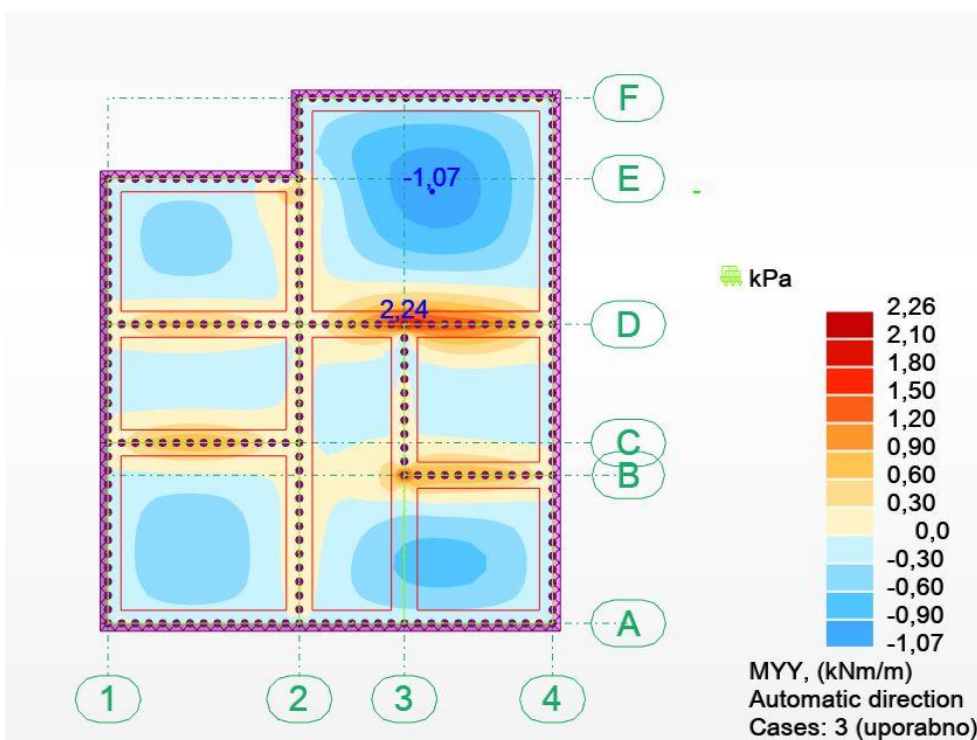 F
-1,07
E
2,24
D
C
B
A
1 2 3 4
-
kPa
2,26
2,10
1,80
1,50
1,20
0,90
0,60
0,30
0,0
-0,30
-0,60
-0,90
-1,07
MYY, (kNm/m)
Automatic direction
Cases: 3 (uporabno)